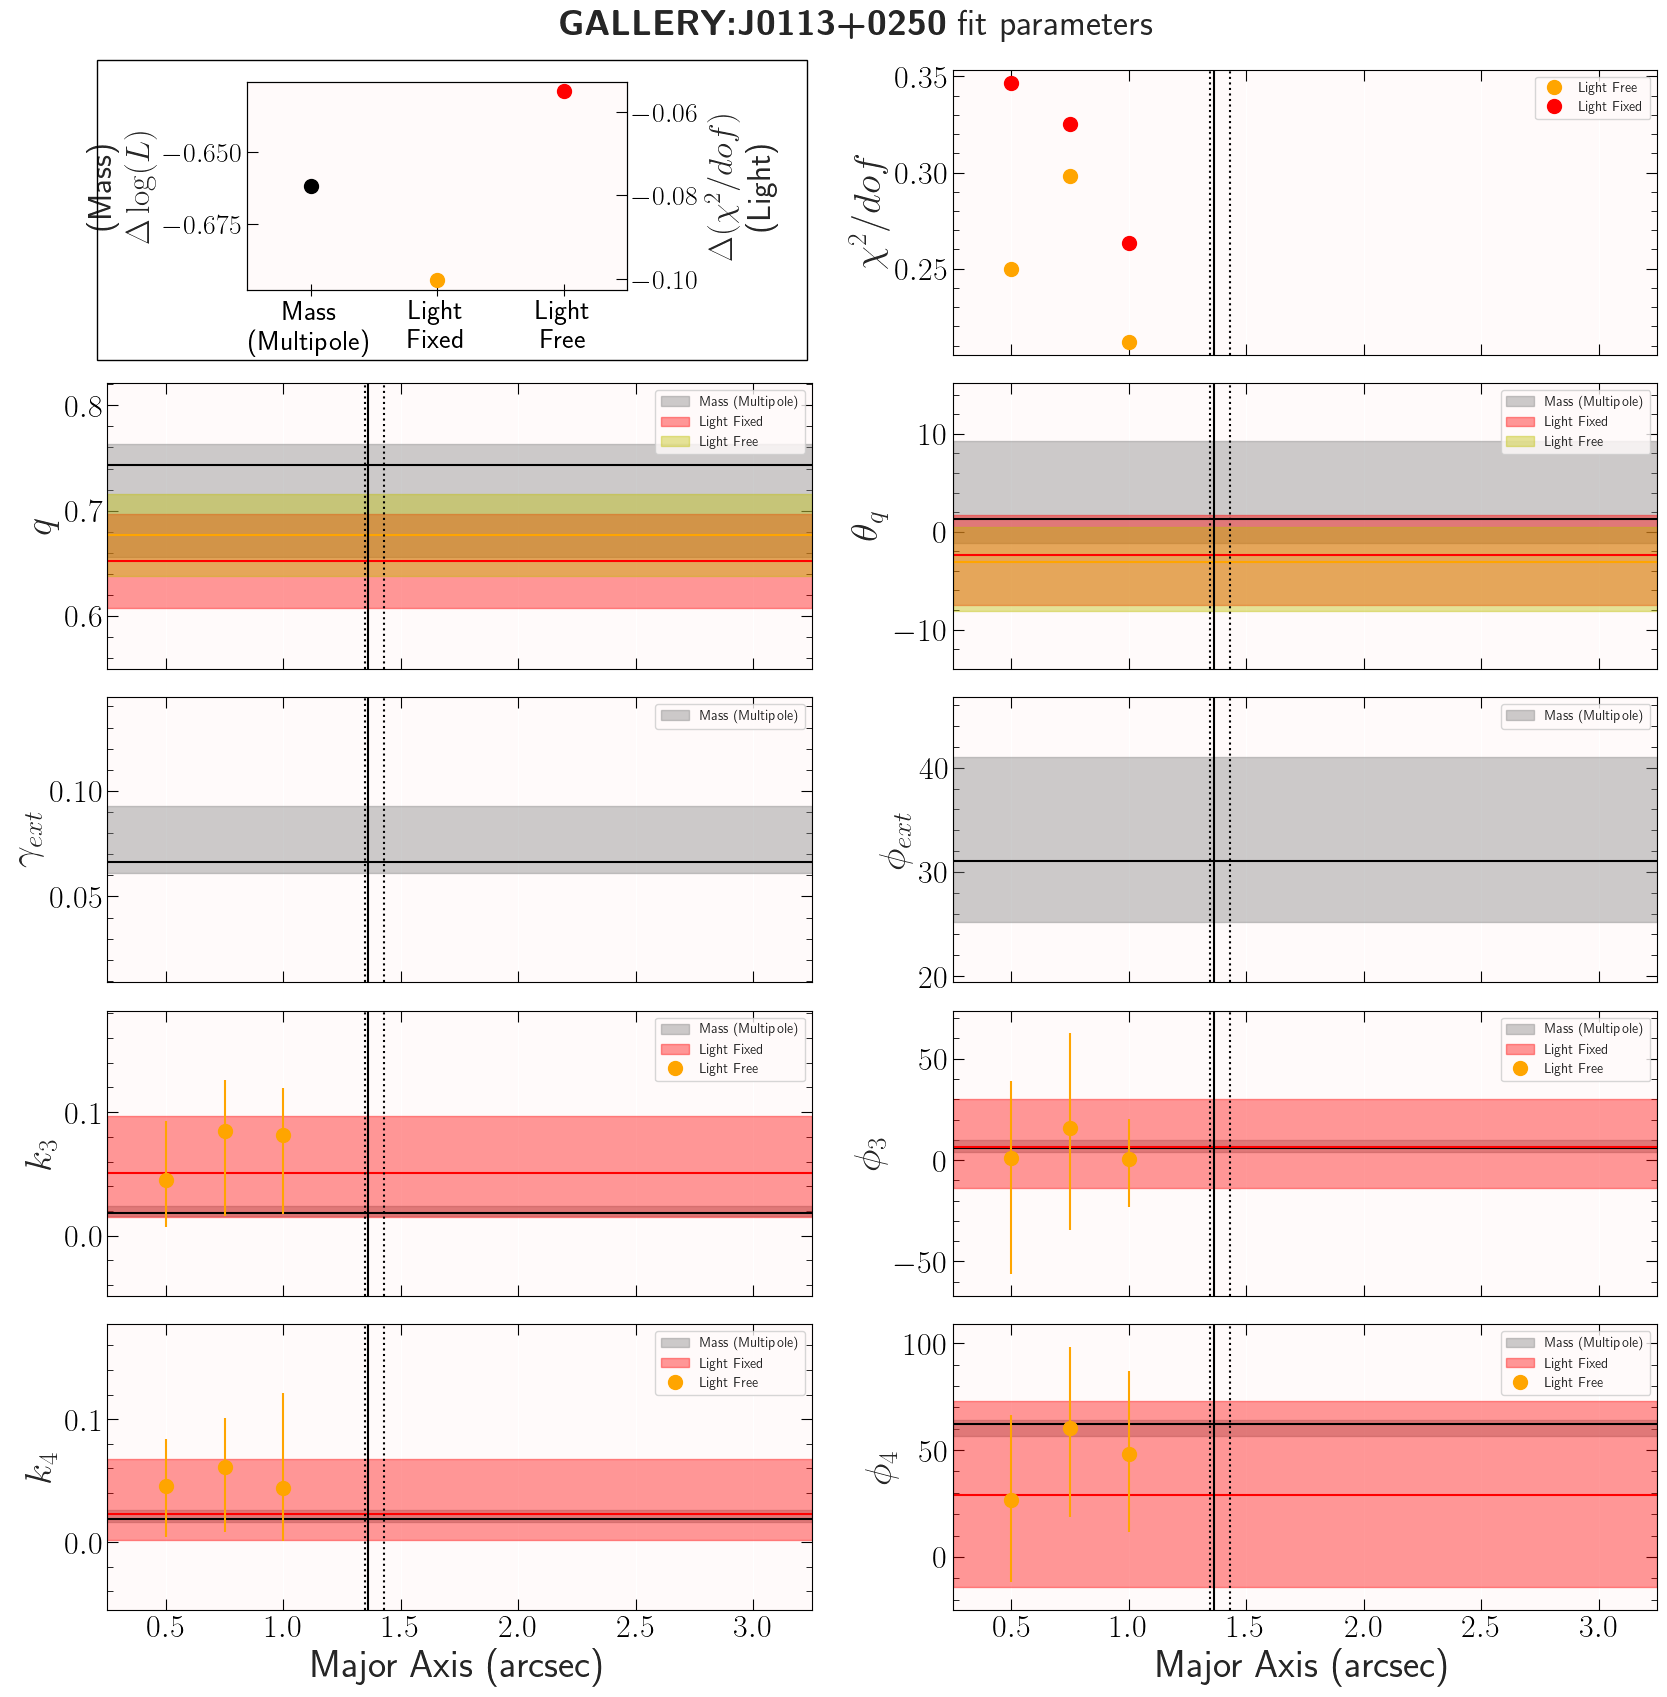 GALLERY:J0113+0250 fit parameters
(Mass)
Δ log(L)
−0.650
−0.675
−0.06
−0.08
−0.10
Δ(χ²/dof)
(Light)
Mass
(Multipole)
Light
Fixed
Light
Free
χ²/dof
0.35
0.30
0.25
Light Free
Light Fixed
q
0.8
0.7
0.6
Mass (Multipole)
Light Fixed
Light Free
θ_q
10
0
−10
Mass (Multipole)
Light Fixed
Light Free
γ_ext
0.10
0.05
Mass (Multipole)
ϕ_ext
40
30
20
Mass (Multipole)
k_3
0.1
0.0
Mass (Multipole)
Light Fixed
Light Free
ϕ_3
50
0
−50
Mass (Multipole)
Light Fixed
Light Free
k_4
0.1
0.0
Mass (Multipole)
Light Fixed
Light Free
0.5 1.0 1.5 2.0 2.5 3.0
Major Axis (arcsec)
ϕ_4
100
50
0
Mass (Multipole)
Light Fixed
Light Free
0.5 1.0 1.5 2.0 2.5 3.0
Major Axis (arcsec)